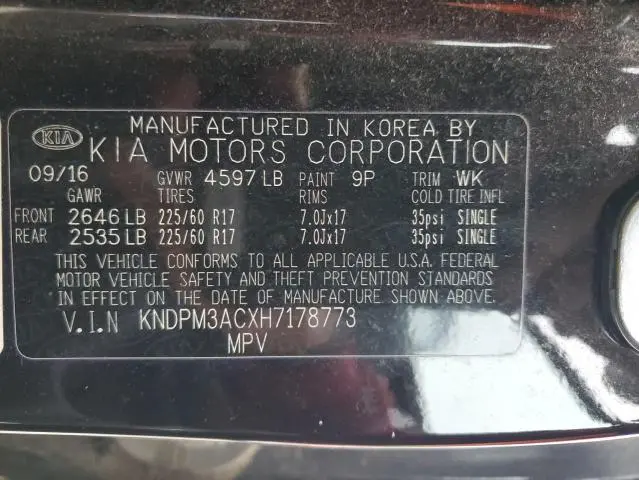 KIA
MANUFACTURED IN KOREA BY
KIA MOTORS CORPORATION
09/16 GVWR 4597 LB PAINT 9P TRIM WK
GAWR TIRES RIMS COLD TIRE INFL
FRONT 2646 LB 225/60 R17 7.0Jx17 35psi SINGLE
REAR 2535 LB 225/60 R17 7.0Jx17 35psi SINGLE
THIS VEHICLE CONFORMS TO ALL APPLICABLE U.S.A. FEDERAL
MOTOR VEHICLE SAFETY AND THEFT PREVENTION STANDARDS
IN EFFECT ON THE DATE OF MANUFACTURE SHOWN ABOVE.
V.I.N KNDPM3ACXH7178773
MPV